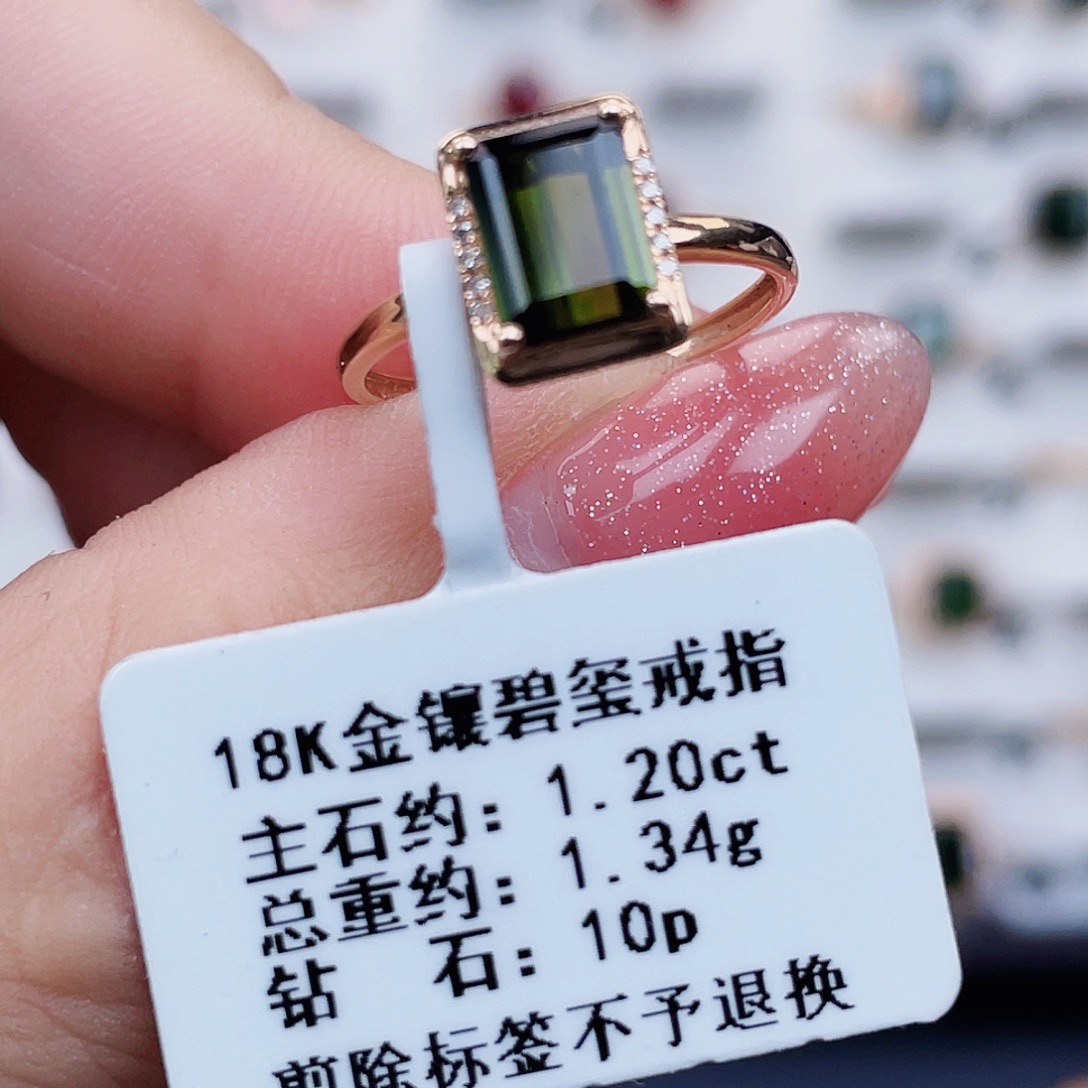 18K金镶碧玺戒指
主石约：1.20ct
总重约：1.34g
钻 石：10p
剪除标签不予退换